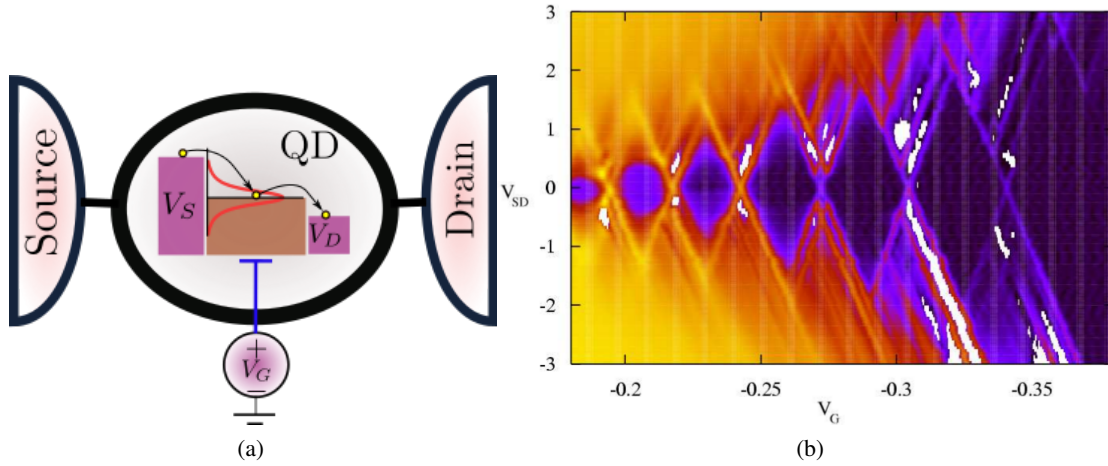 Source
QD
Drain
V_S
V_D
+
V_G
−
(a)
3
2
1
0
-1
-2
-3
V_SD
-0.2
-0.25
-0.3
-0.35
V_G
(b)